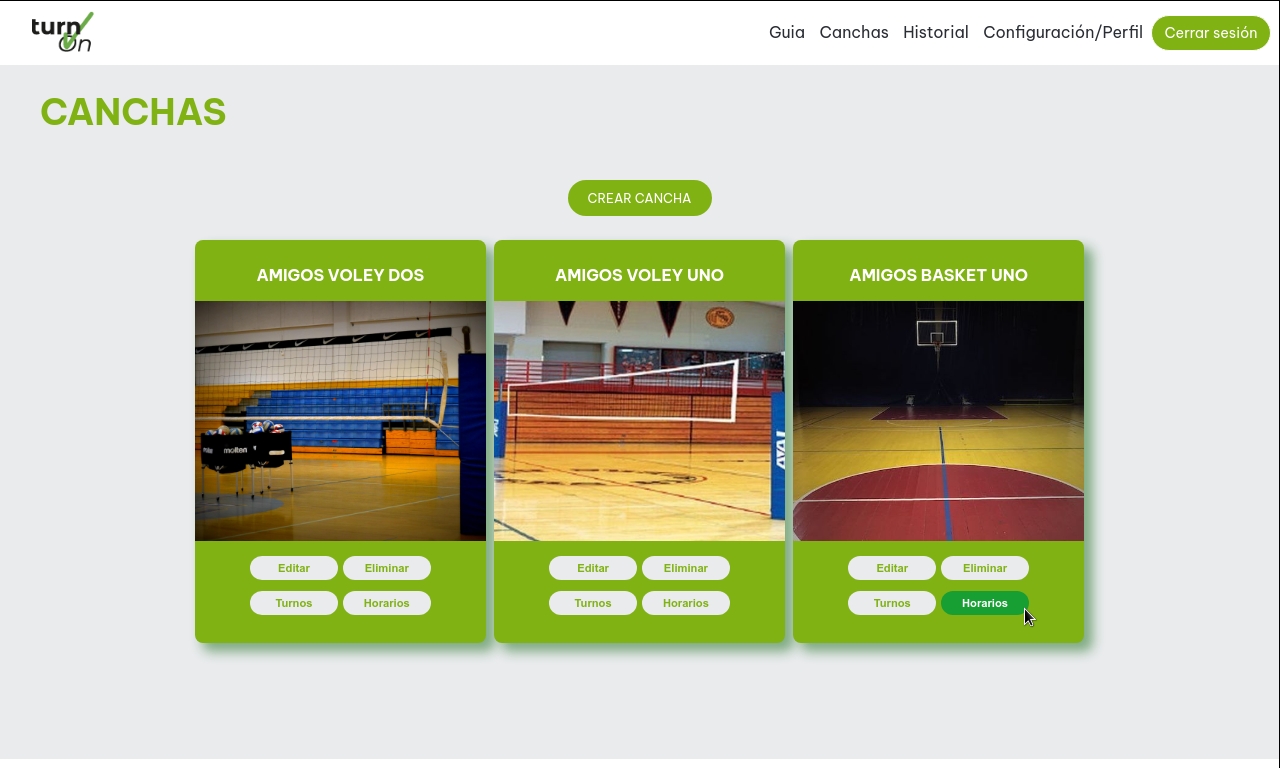 turn
On
Guia Canchas Historial Configuración/Perfil Cerrar sesión
CANCHAS
CREAR CANCHA
AMIGOS VOLEY DOS
molten
Editar Eliminar
Turnos Horarios
AMIGOS VOLEY UNO
Editar Eliminar
Turnos Horarios
AMIGOS BASKET UNO
Editar Eliminar
Turnos Horarios